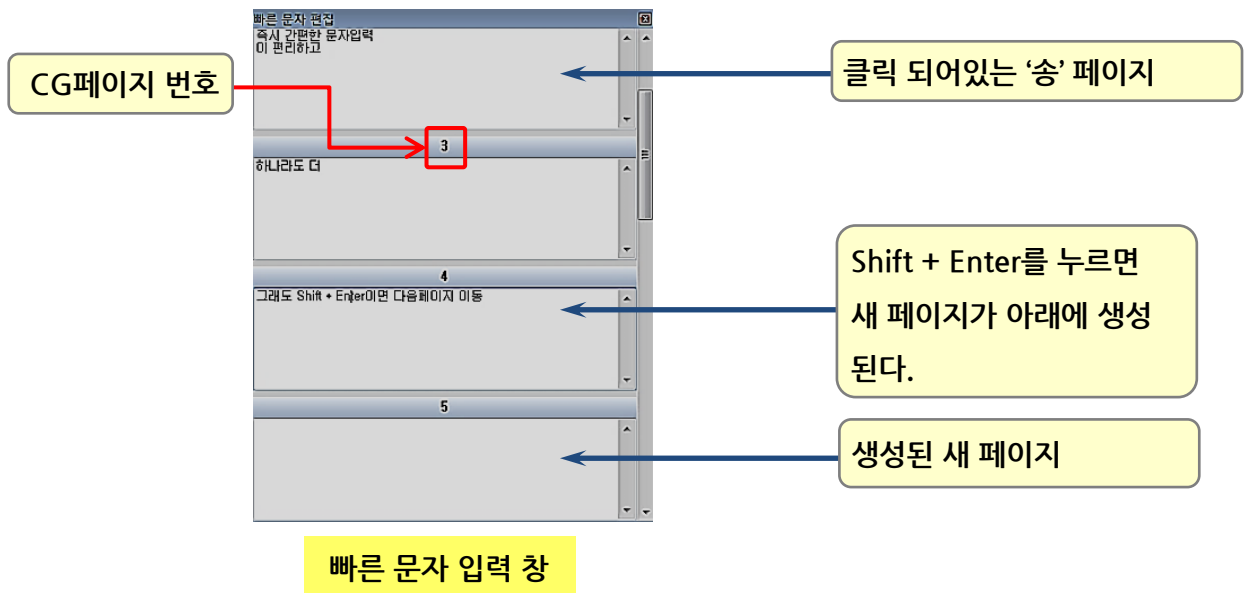 빠른 문자 편집
즉시 간편한 문자입력
이 편리하고
CG페이지 번호
클릭 되어있는 ‘송’ 페이지
3
하나라도 더
4
그래도 Shift + Enter이면 다음페이지 이동
Shift + Enter를 누르면
새 페이지가 아래에 생성
된다.
5
생성된 새 페이지
빠른 문자 입력 창